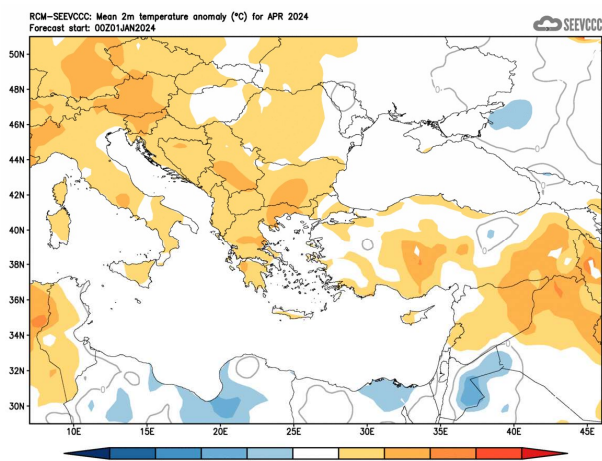 RCM-SEEVCCC: Mean 2m temperature anomaly (°C) for APR 2024
Forecast start: 00Z01JAN2024
SEEVCCC
50N
48N
46N
44N
42N
40N
38N
36N
34N
32N
30N
10E 15E 20E 25E 30E 35E 40E 45E